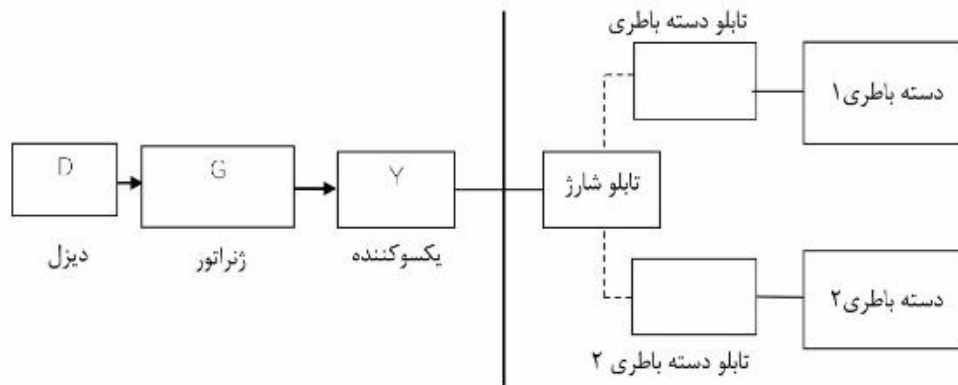 تابلو دسته باطری
دسته باطری۱
D
G
Y
تابلو شارژ
دیزل
ژنراتور
یکسوکننده
دسته باطری۲
تابلو دسته باطری ۲